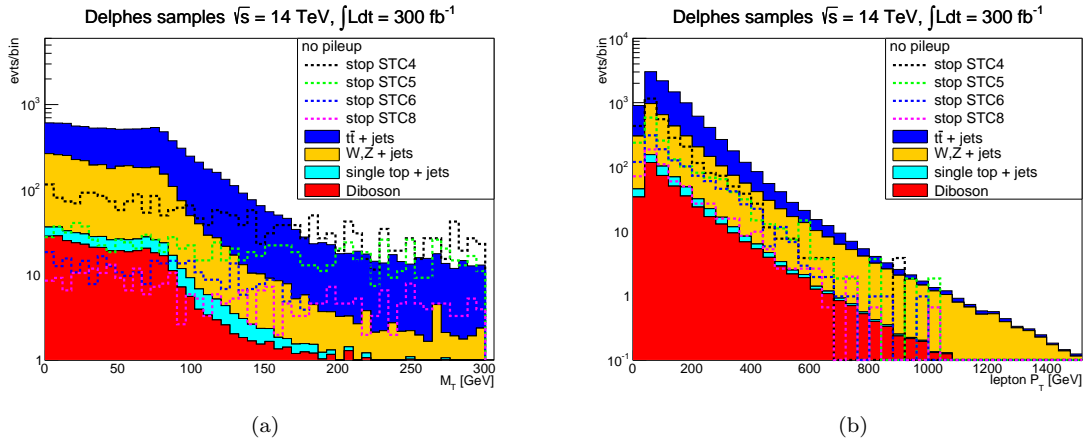 Delphes samples √s = 14 TeV, ∫Ldt = 300 fb⁻¹
evts/bin
no pileup
stop STC4
stop STC5
stop STC6
stop STC8
tt̄ + jets
W,Z + jets
single top + jets
Diboson
10³
10²
10
1
0 50 100 150 200 250 300
M_T [GeV]
(a)
Delphes samples √s = 14 TeV, ∫Ldt = 300 fb⁻¹
evts/bin
no pileup
stop STC4
stop STC5
stop STC6
stop STC8
tt̄ + jets
W,Z + jets
single top + jets
Diboson
10⁴
10³
10²
10
1
10⁻¹
0 200 400 600 800 1000 1200 1400
lepton P_T [GeV]
(b)